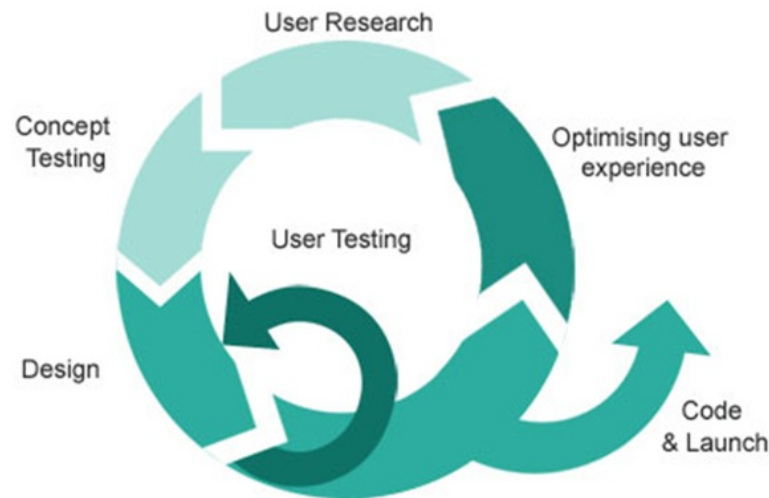 User Research
Concept
Testing
Optimising user
experience
User Testing
Design
Code
& Launch